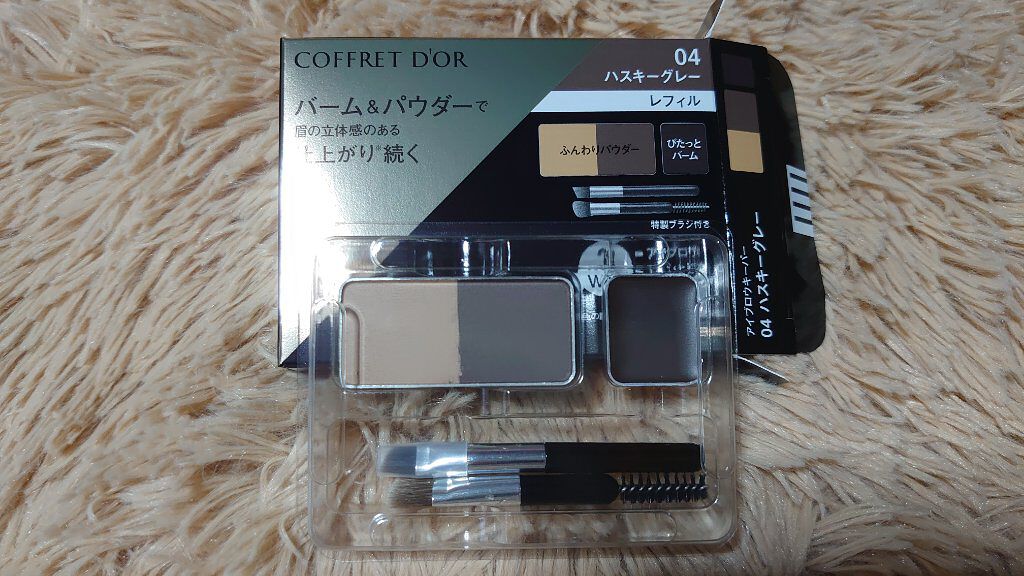 COFFRET D'OR
バーム&パウダーで
眉の立体感のある
上がり*続く
04
ハスキーグレー
レフィル
ふんわりパウダー
ぴたっと
バーム
特製ブラシ付き
アイブロウキーパー
04 ハスキーグレー